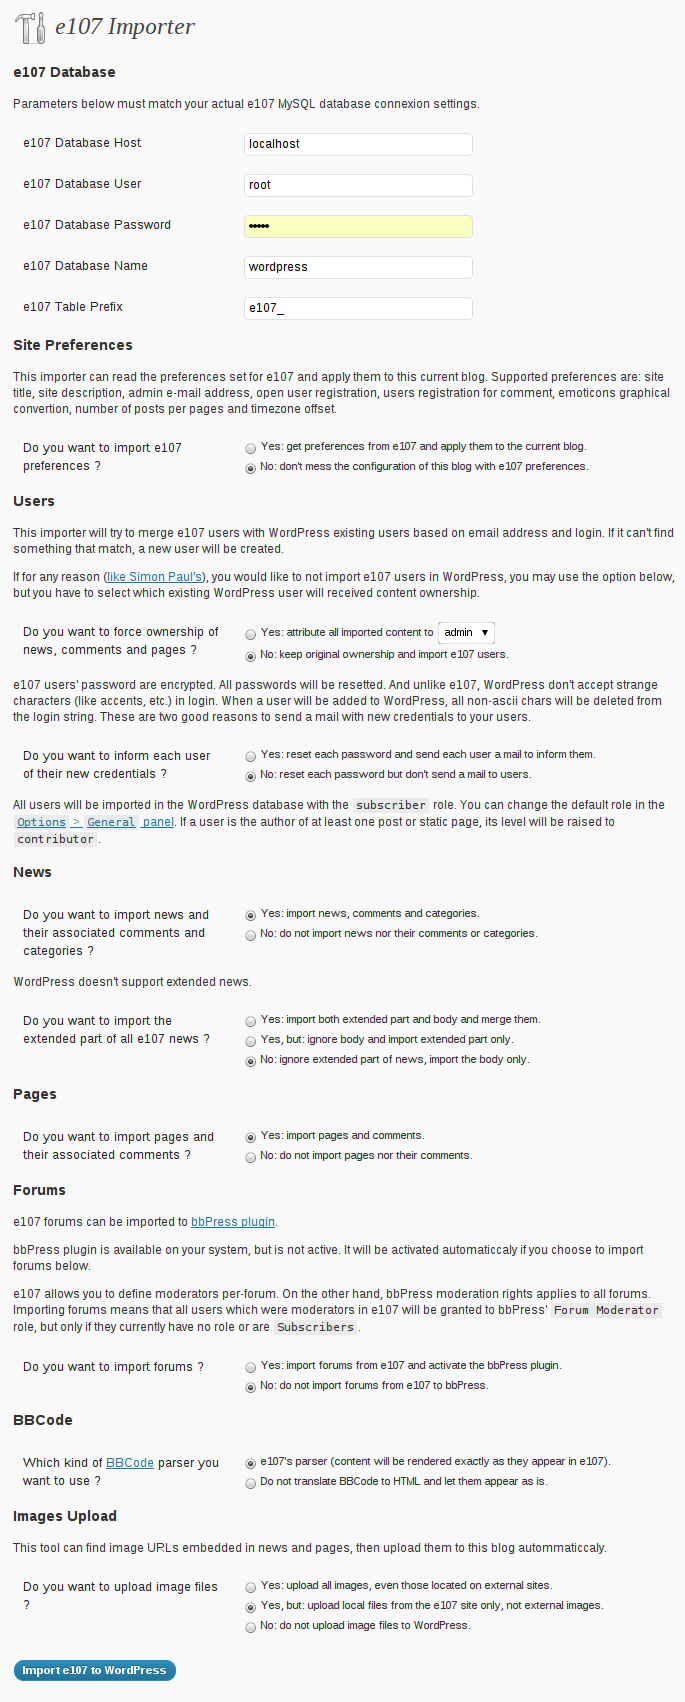 e107 Importer
e107 Database
Parameters below must match your actual e107 MySQL database connexion settings.
e107 Database Host
localhost
e107 Database User
root
e107 Database Password
•••••
e107 Database Name
wordpress
e107 Table Prefix
e107_
Site Preferences
This importer can read the preferences set for e107 and apply them to this current blog. Supported preferences are: site
title, site description, admin e-mail address, open user registration, users registration for comment, emoticons graphical
convertion, number of posts per pages and timezone offset.
Do you want to import e107
preferences ?
Yes: get preferences from e107 and apply them to the current blog.
No: don't mess the configuration of this blog with e107 preferences.
Users
This importer will try to merge e107 users with WordPress existing users based on email address and login. If it can't find
something that match, a new user will be created.
If for any reason (like Simon Paul's), you would like to not import e107 users in WordPress, you may use the option below,
but you have to select which existing WordPress user will received content ownership.
Do you want to force ownership of
news, comments and pages ?
Yes: attribute all imported content to admin ▼
No: keep original ownership and import e107 users.
e107 users' password are encrypted. All passwords will be resetted. And unlike e107, WordPress don't accept strange
characters (like accents, etc.) in login. When a user will be added to WordPress, all non-ascii chars will be deleted from
the login string. These are two good reasons to send a mail with new credentials to your users.
Do you want to inform each user
of their new credentials ?
Yes: reset each password and send each user a mail to inform them.
No: reset each password but don't send a mail to users.
All users will be imported in the WordPress database with the subscriber role. You can change the default role in the
Options > General panel. If a user is the author of at least one post or static page, its level will be raised to
contributor.
News
Do you want to import news and
their associated comments and
categories ?
Yes: import news, comments and categories.
No: do not import news nor their comments or categories.
WordPress doesn't support extended news.
Do you want to import the
extended part of all e107 news ?
Yes: import both extended part and body and merge them.
Yes, but: ignore body and import extended part only.
No: ignore extended part of news, import the body only.
Pages
Do you want to import pages and
their associated comments ?
Yes: import pages and comments.
No: do not import pages nor their comments.
Forums
e107 forums can be imported to bbPress plugin.
bbPress plugin is available on your system, but is not active. It will be activated automaticcaly if you choose to import
forums below.
e107 allows you to define moderators per-forum. On the other hand, bbPress moderation rights applies to all forums.
Importing forums means that all users which were moderators in e107 will be granted to bbPress' Forum Moderator
role, but only if they currently have no role or are Subscribers.
Do you want to import forums ?
Yes: import forums from e107 and activate the bbPress plugin.
No: do not import forums from e107 to bbPress.
BBCode
Which kind of BBCode parser you
want to use ?
e107's parser (content will be rendered exactly as they appear in e107).
Do not translate BBCode to HTML and let them appear as is.
Images Upload
This tool can find image URLs embedded in news and pages, then upload them to this blog autommaticcaly.
Do you want to upload image files
?
Yes: upload all images, even those located on external sites.
Yes, but: upload local files from the e107 site only, not external images.
No: do not upload image files to WordPress.
Import e107 to WordPress